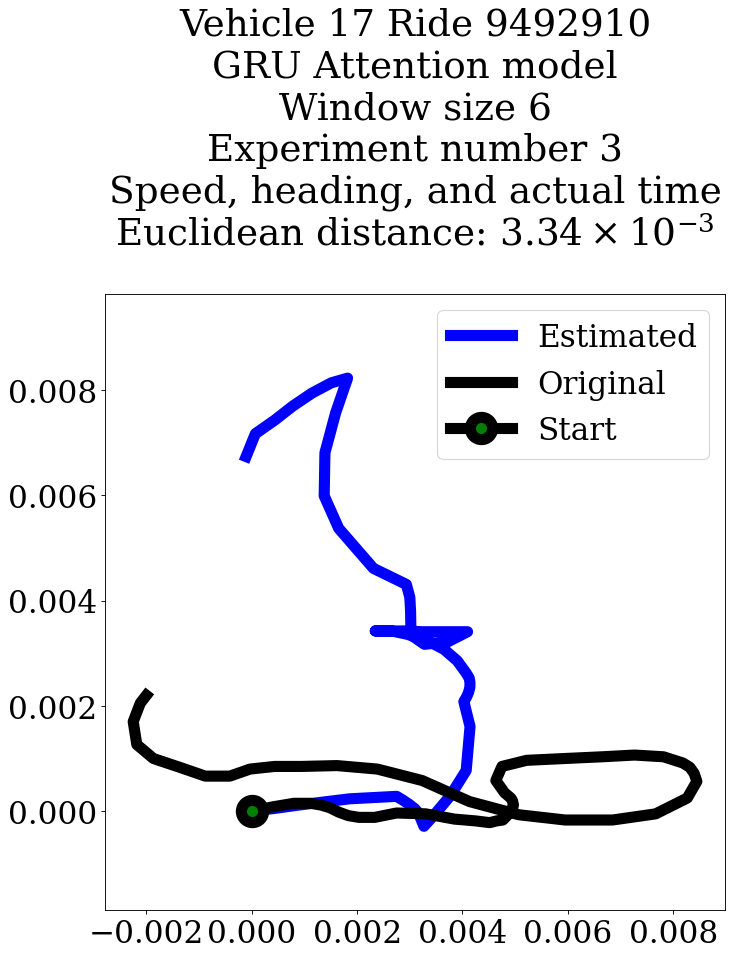 Vehicle 17 Ride 9492910
GRU Attention model
Window size 6
Experiment number 3
Speed, heading, and actual time
Euclidean distance: 3.34 × 10⁻³
Estimated
Original
Start
0.008
0.006
0.004
0.002
0.000
−0.002 0.000 0.002 0.004 0.006 0.008